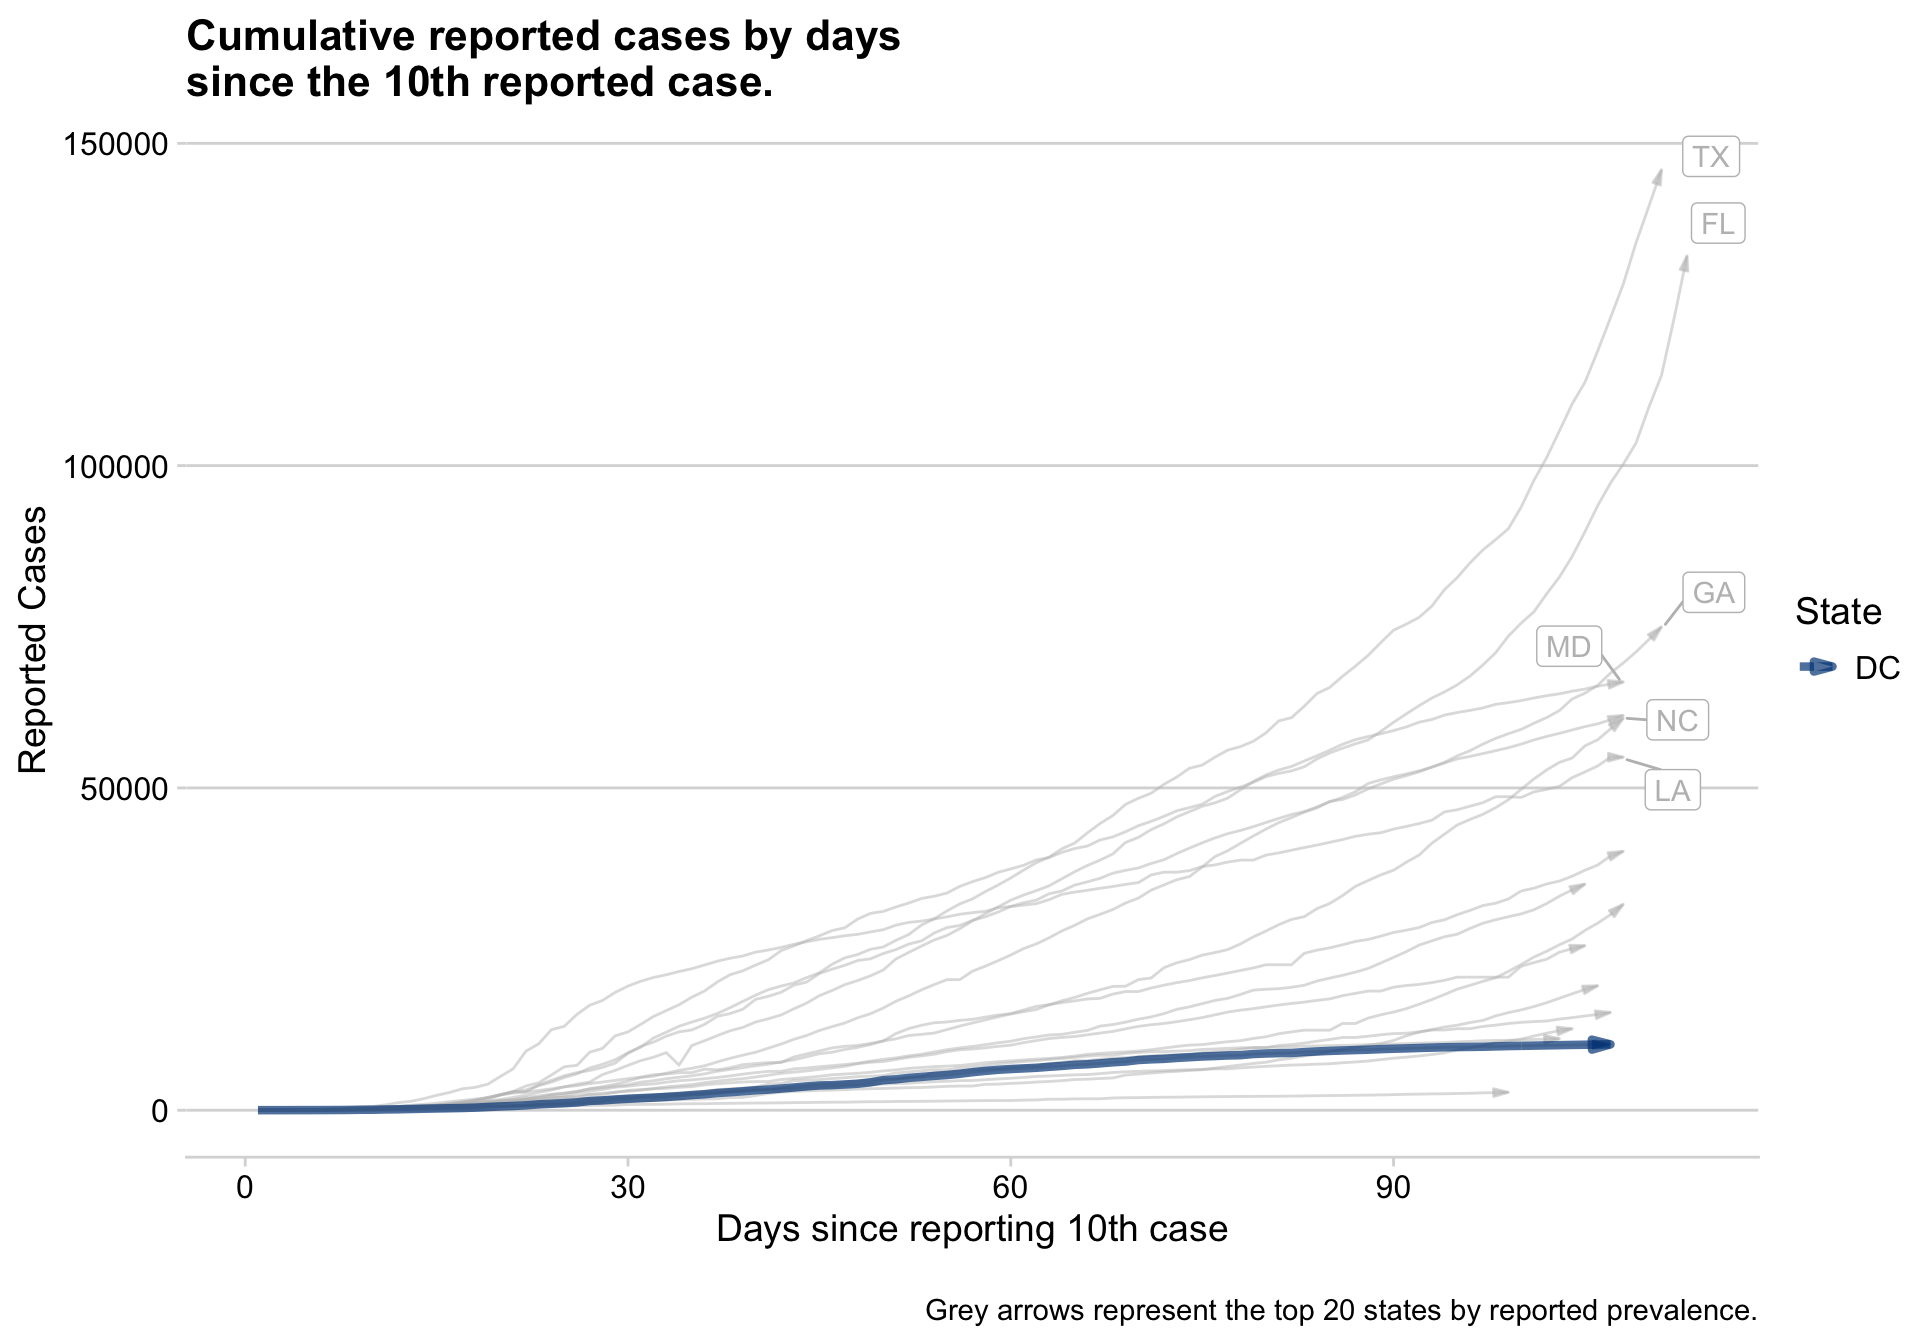 Cumulative reported cases by days
since the 10th reported case.
150000
100000
50000
0
Reported Cases
TX
FL
GA
MD
NC
LA
State
DC
0 30 60 90
Days since reporting 10th case
Grey arrows represent the top 20 states by reported prevalence.